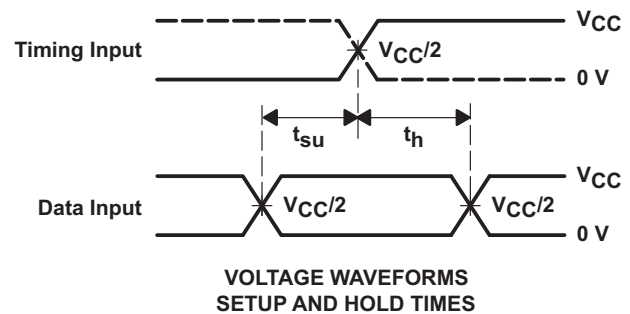 VCC
Timing Input
VCC/2
0 V
tsu
th
VCC
Data Input
VCC/2
VCC/2
0 V
VOLTAGE WAVEFORMS
SETUP AND HOLD TIMES